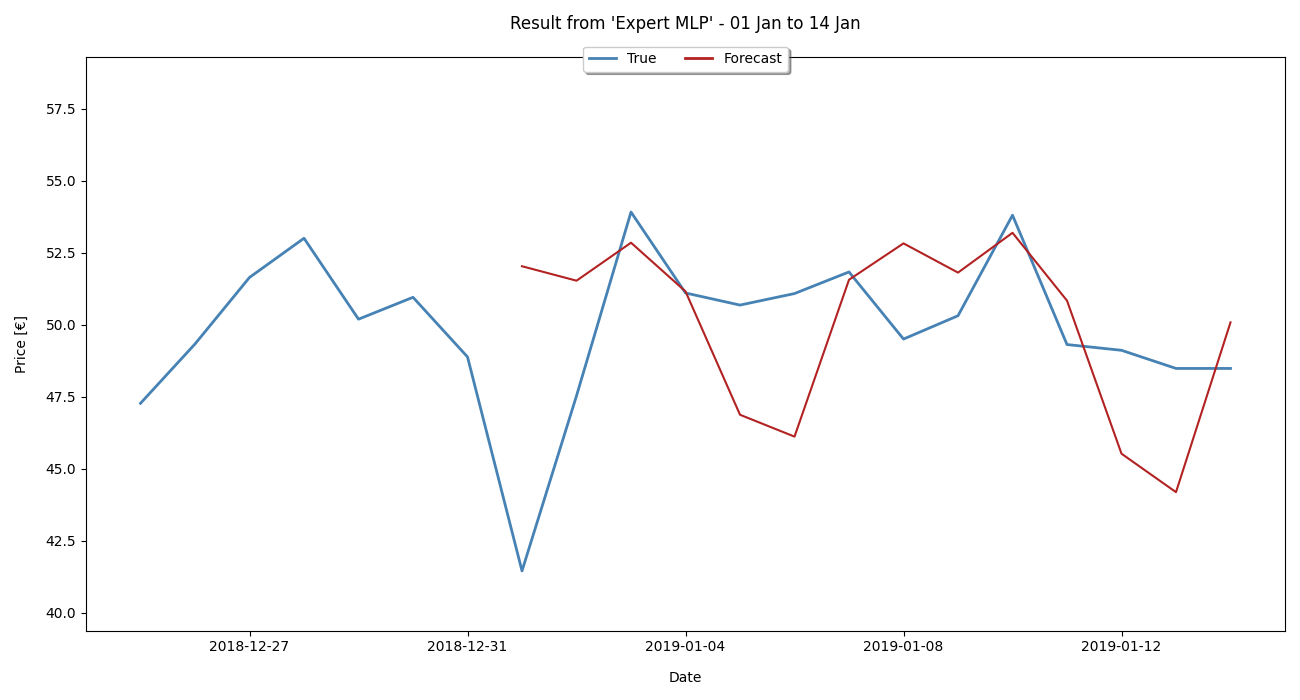 Result from 'Expert MLP' - 01 Jan to 14 Jan
True Forecast
57.5
55.0
52.5
50.0
47.5
45.0
42.5
40.0
Price [€]
2018-12-27 2018-12-31 2019-01-04 2019-01-08 2019-01-12
Date